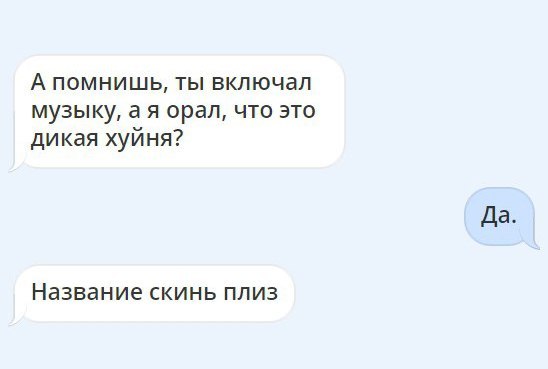 А помнишь, ты включал
музыку, а я орал, что это
дикая хуйня?
Да.
Название скинь плиз